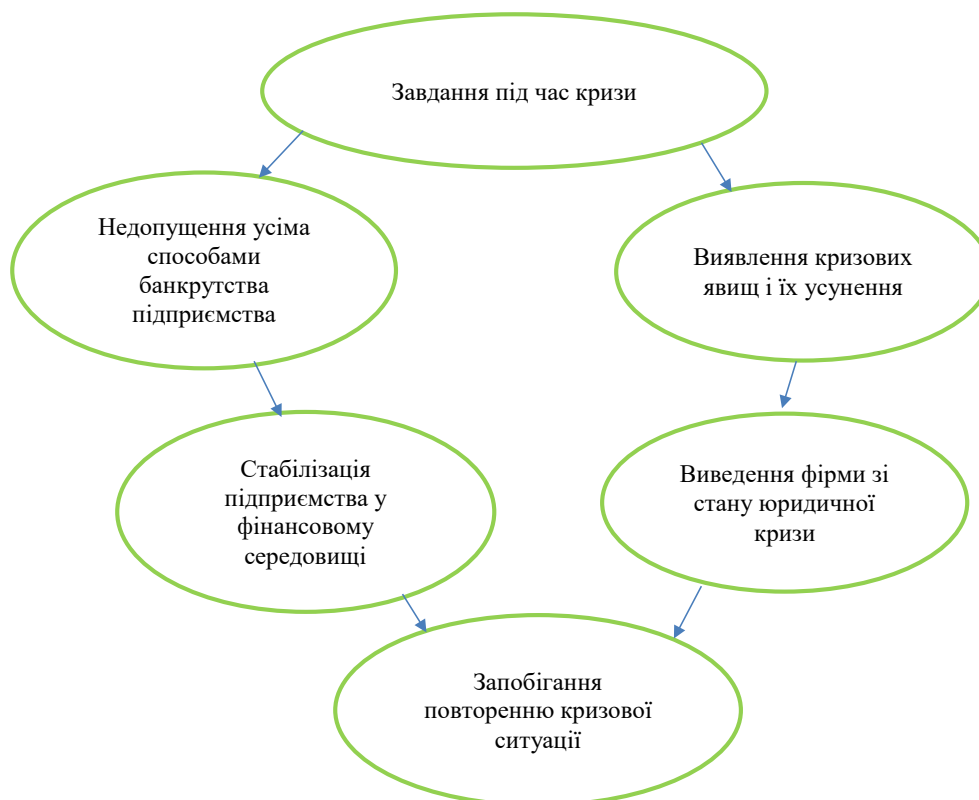 Завдання під час кризи
Недопущення усіма
способами
банкрутства
підприємства
Виявлення кризових
явищ і їх усунення
Стабілізація
підприємства у
фінансовому
середовищі
Виведення фірми зі
стану юридичної
кризи
Запобігання
повторенню кризової
ситуації